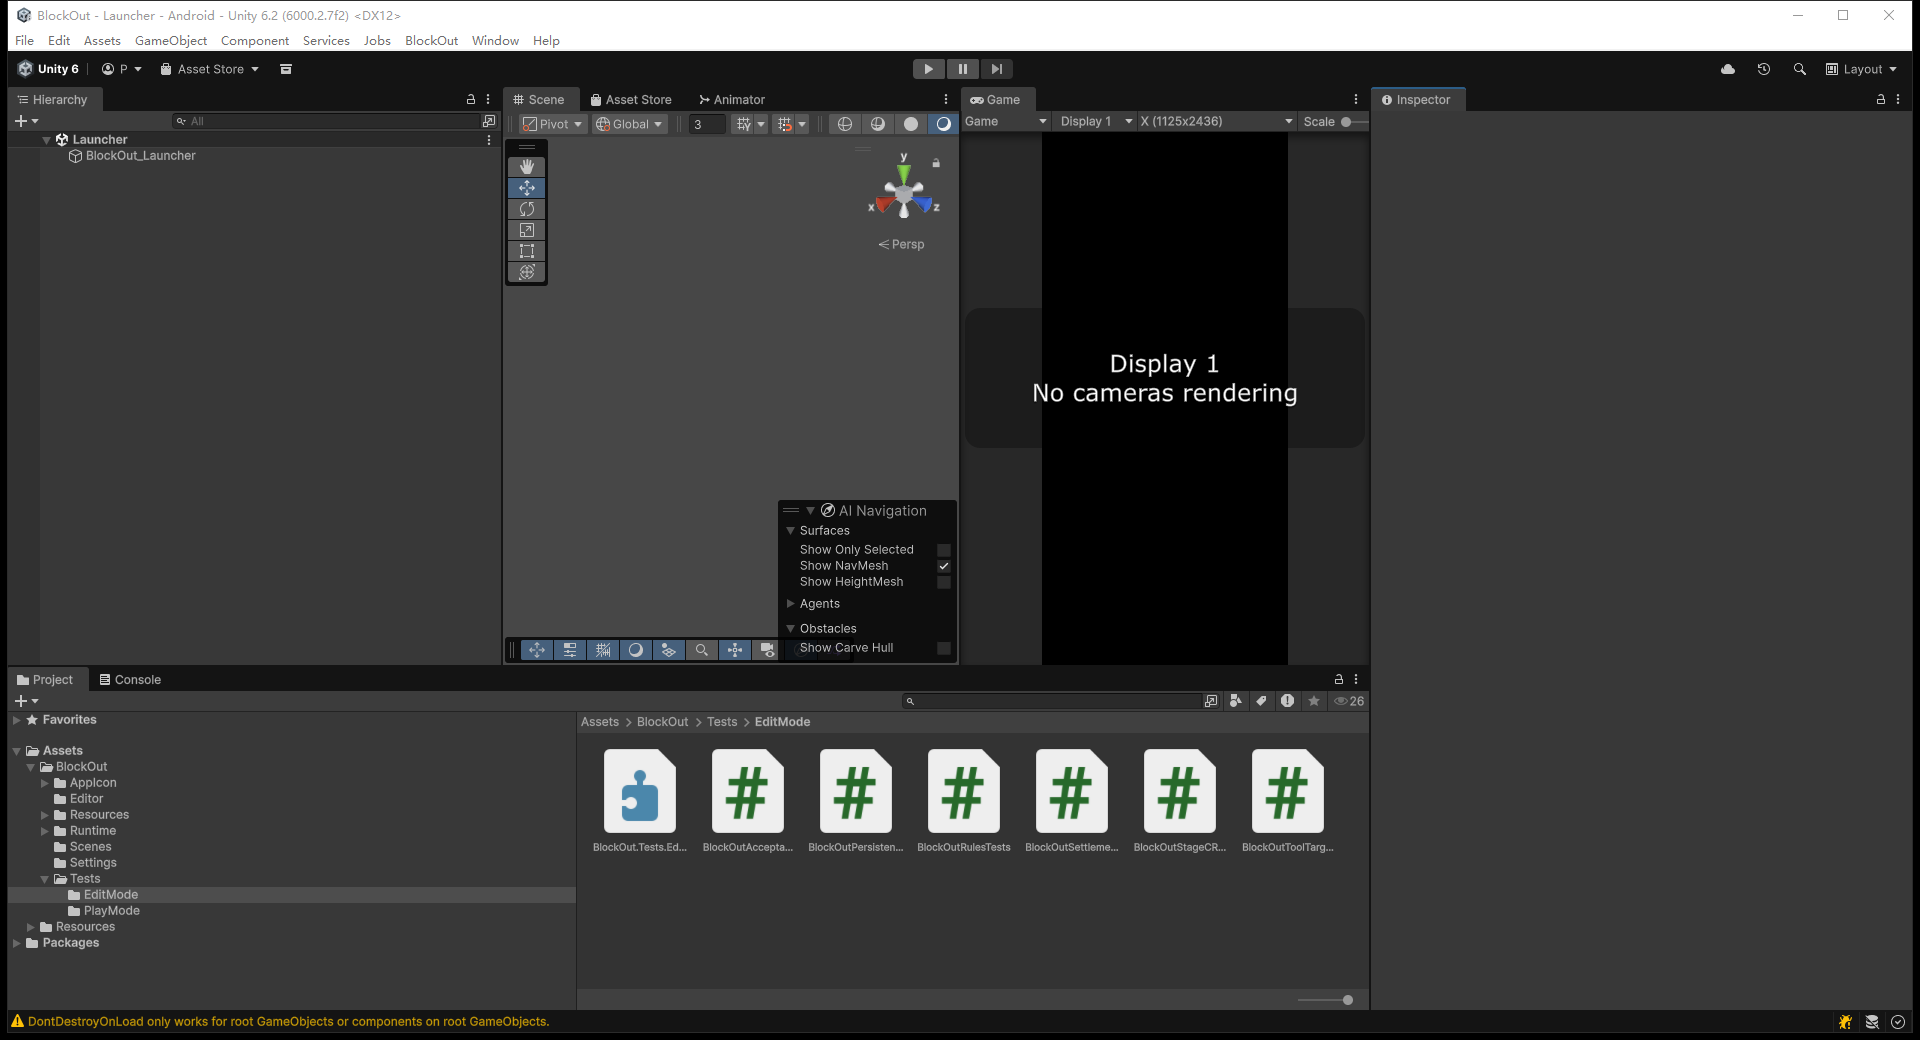 BlockOut - Launcher - Android - Unity 6.2 (6000.2.7f2) <DX12>
File Edit Assets GameObject Component Services Jobs BlockOut Window Help
Unity 6 P Asset Store Layout
Hierarchy
All
Launcher
BlockOut_Launcher
Scene Asset Store Animator
Pivot Global 3
y
x z
Persp
AI Navigation
Surfaces
Show Only Selected
Show NavMesh
Show HeightMesh
Agents
Obstacles
Show Carve Hull
Game
Game Display 1 X (1125x2436) Scale
Display 1
No cameras rendering
Inspector
Project Console
26
Favorites
Assets
BlockOut
AppIcon
Editor
Resources
Runtime
Scenes
Settings
Tests
EditMode
PlayMode
Resources
Packages
Assets > BlockOut > Tests > EditMode
BlockOut.Tests.Ed... BlockOutAccepta... BlockOutPersisten... BlockOutRulesTests BlockOutSettleme... BlockOutStageCR... BlockOutToolTarg...
DontDestroyOnLoad only works for root GameObjects or components on root GameObjects.